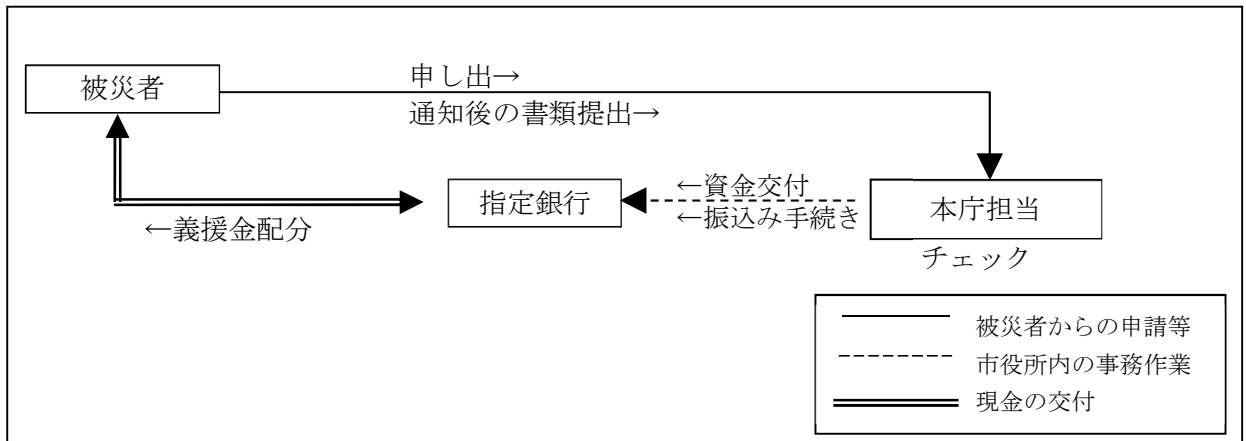 申し出→
被災者
通知後の書類提出→
指定銀行
←資金交付
←振込み手続き
本庁担当
←義援金配分
チェック
被災者からの申請等
市役所内の事務作業
現金の交付